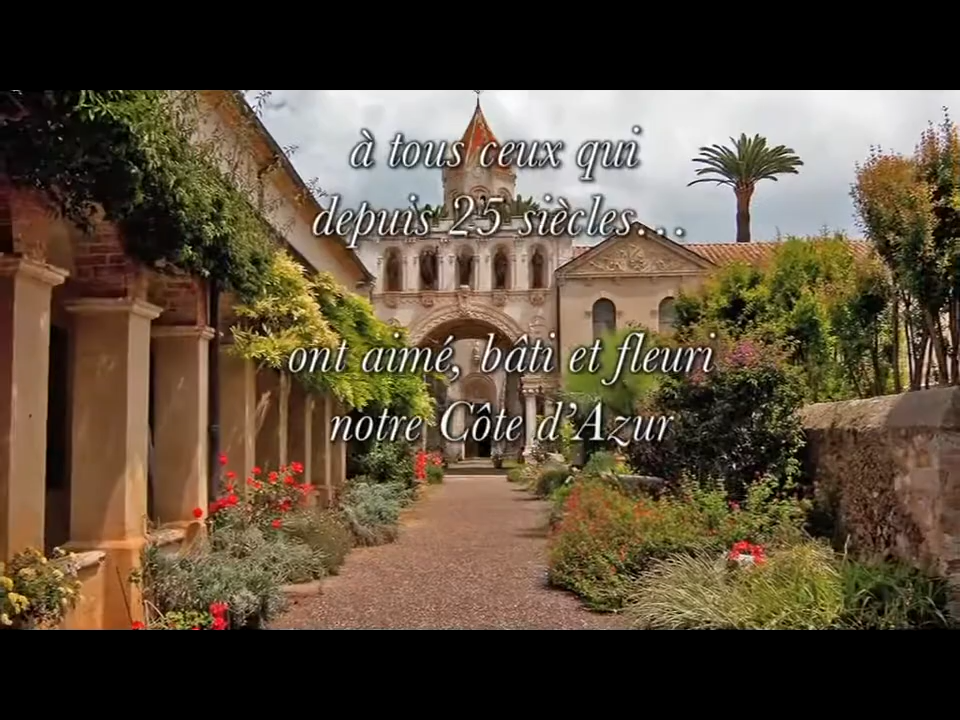 à tous ceux qui
depuis 25 siècles...
ont aimé, bâti et fleuri
notre Côte d'Azur